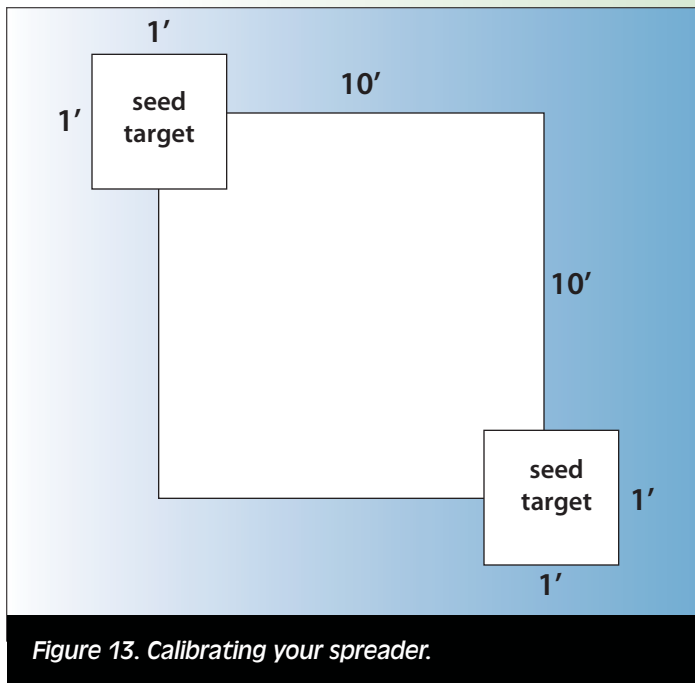 1′
1′
seed
target
10′
10′
seed
target
1′
1′
Figure 13. Calibrating your spreader.